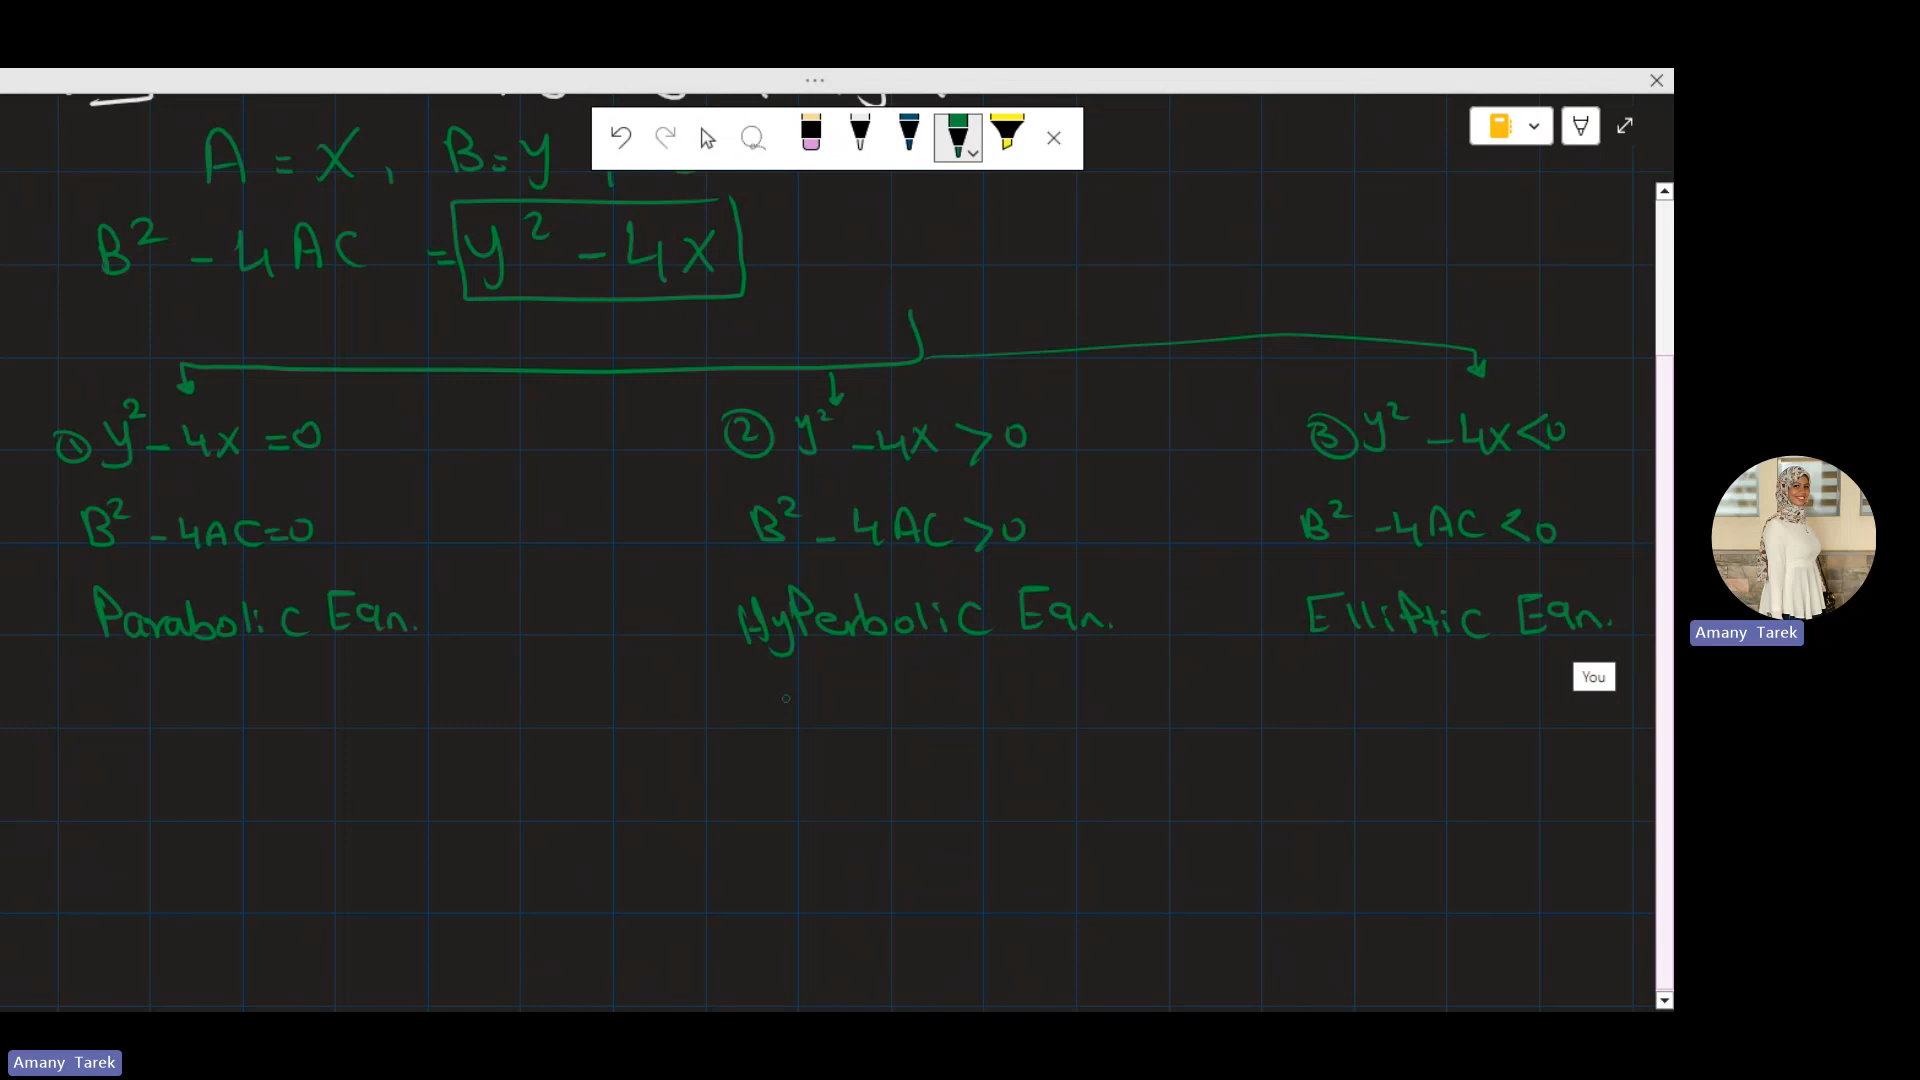 A = X , B = y ,
B² - 4AC = y² - 4X
① y² - 4X = 0
② y² - 4X > 0
③ y² - 4X < 0
B² - 4AC = 0
B² - 4AC > 0
B² - 4AC < 0
Parabolic Eqn.
HyPerbolic Eqn.
ElliPtic Eqn.
Amany Tarek
You
Amany Tarek